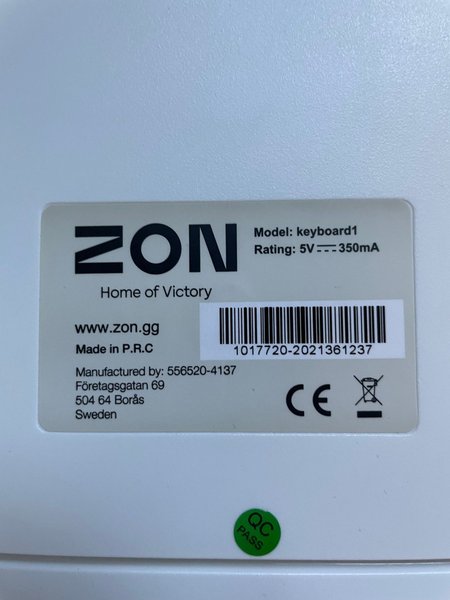 ZON
Home of Victory
Model: keyboard1
Rating: 5V 350mA
www.zon.gg
Made in P.R.C
1017720-2021361237
Manufactured by: 556520-4137
Företagsgatan 69
504 64 Borås
Sweden
CE
QC
PASS